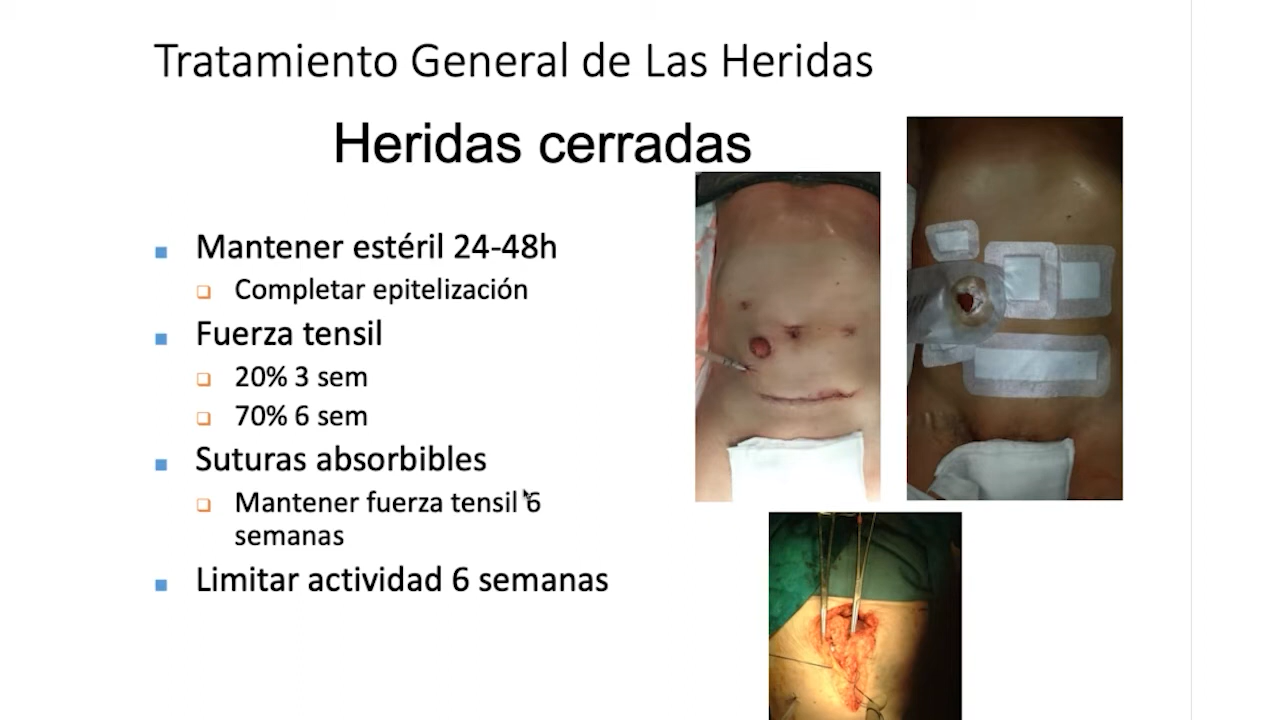 Tratamiento General de Las Heridas
Heridas cerradas
Mantener estéril 24-48h
Completar epitelización
Fuerza tensil
20% 3 sem
70% 6 sem
Suturas absorbibles
Mantener fuerza tensil 6
semanas
Limitar actividad 6 semanas